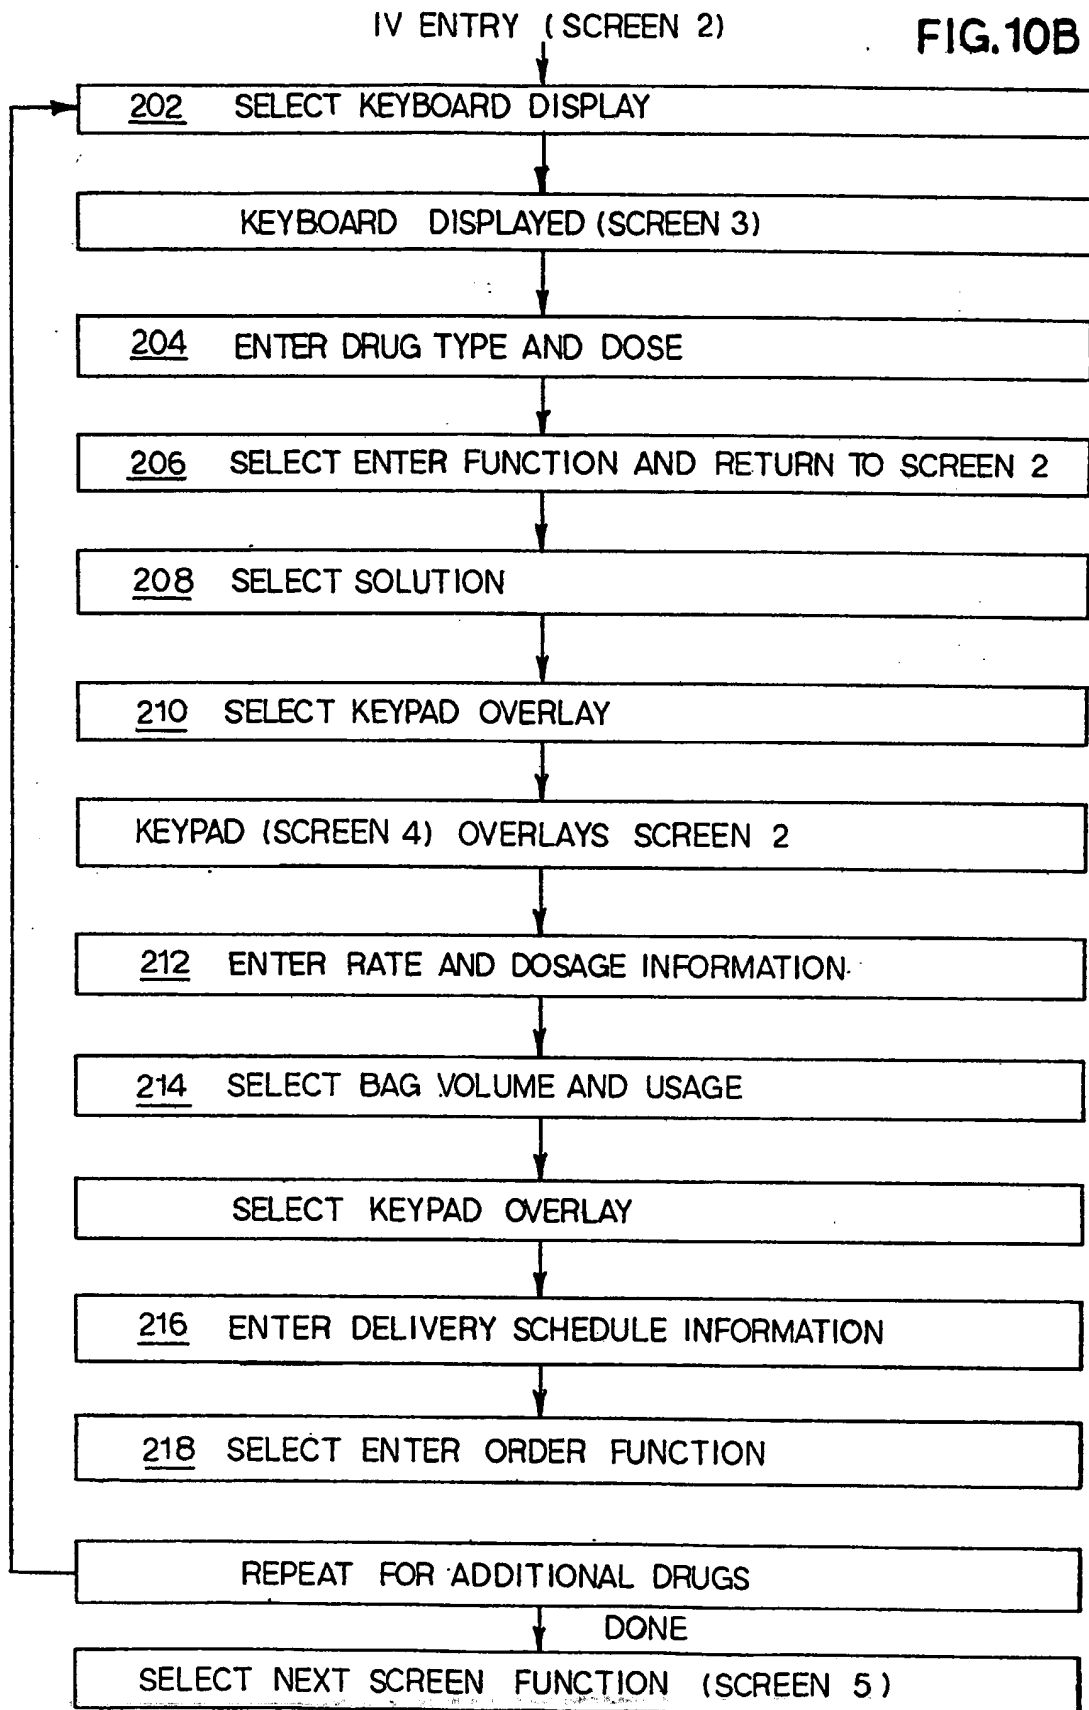 IV ENTRY (SCREEN 2)
FIG. 10B
202 SELECT KEYBOARD DISPLAY
KEYBOARD DISPLAYED (SCREEN 3)
204 ENTER DRUG TYPE AND DOSE
206 SELECT ENTER FUNCTION AND RETURN TO SCREEN 2
208 SELECT SOLUTION
210 SELECT KEYPAD OVERLAY
KEYPAD (SCREEN 4) OVERLAYS SCREEN 2
212 ENTER RATE AND DOSAGE INFORMATION
214 SELECT BAG VOLUME AND USAGE
SELECT KEYPAD OVERLAY
216 ENTER DELIVERY SCHEDULE INFORMATION
218 SELECT ENTER ORDER FUNCTION
REPEAT FOR ADDITIONAL DRUGS
DONE
SELECT NEXT SCREEN FUNCTION (SCREEN 5)